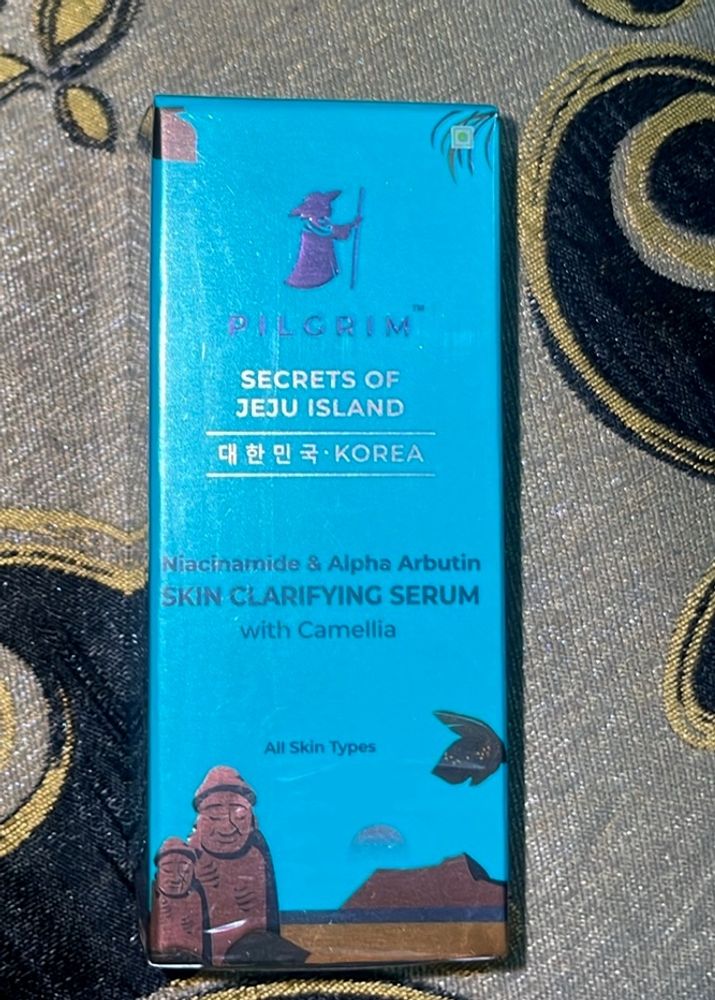 PILGRIM™
SECRETS OF
JEJU ISLAND
대한민국·KOREA
Niacinamide & Alpha Arbutin
SKIN CLARIFYING SERUM
with Camellia
All Skin Types